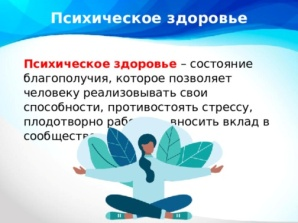 Психическое здоровье
Психическое здоровье – состояние
благополучия, которое позволяет
человеку реализовывать свои
способности, противостоять стрессу,
плодотворно вносить вклад в